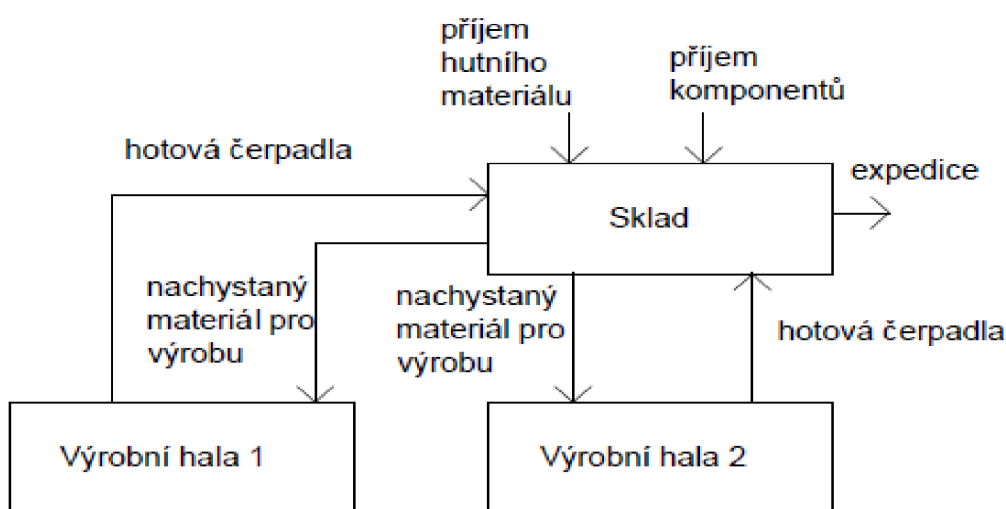 příjem
hutního
materiálu
příjem
komponentů
hotová čerpadla
expedice
Sklad
nachystaný
materiál pro
výrobu
nachystaný
materiál pro
výrobu
hotová čerpadla
Výrobní hala 1
Výrobní hala 2